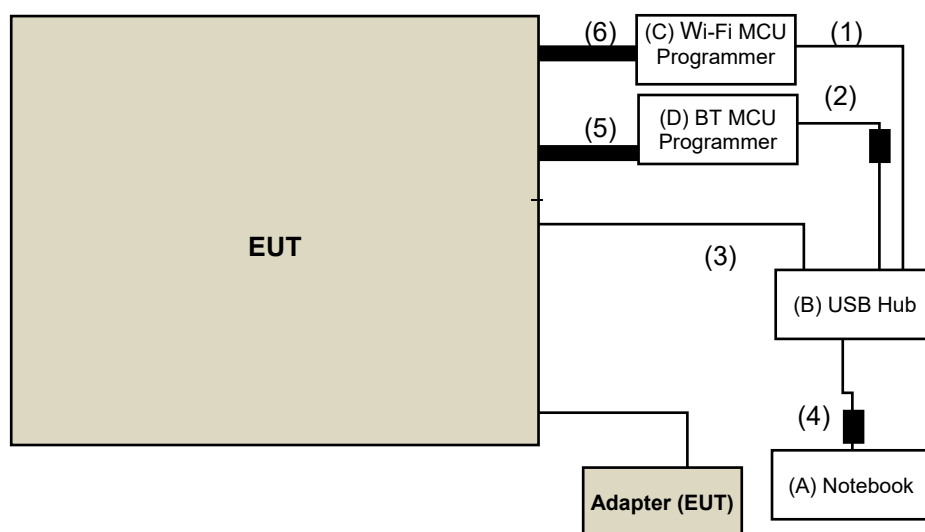 (6)
(C) Wi-Fi MCU
Programmer
(1)
(2)
(5)
(D) BT MCU
Programmer
EUT
(3)
(B) USB Hub
(4)
(A) Notebook
Adapter (EUT)